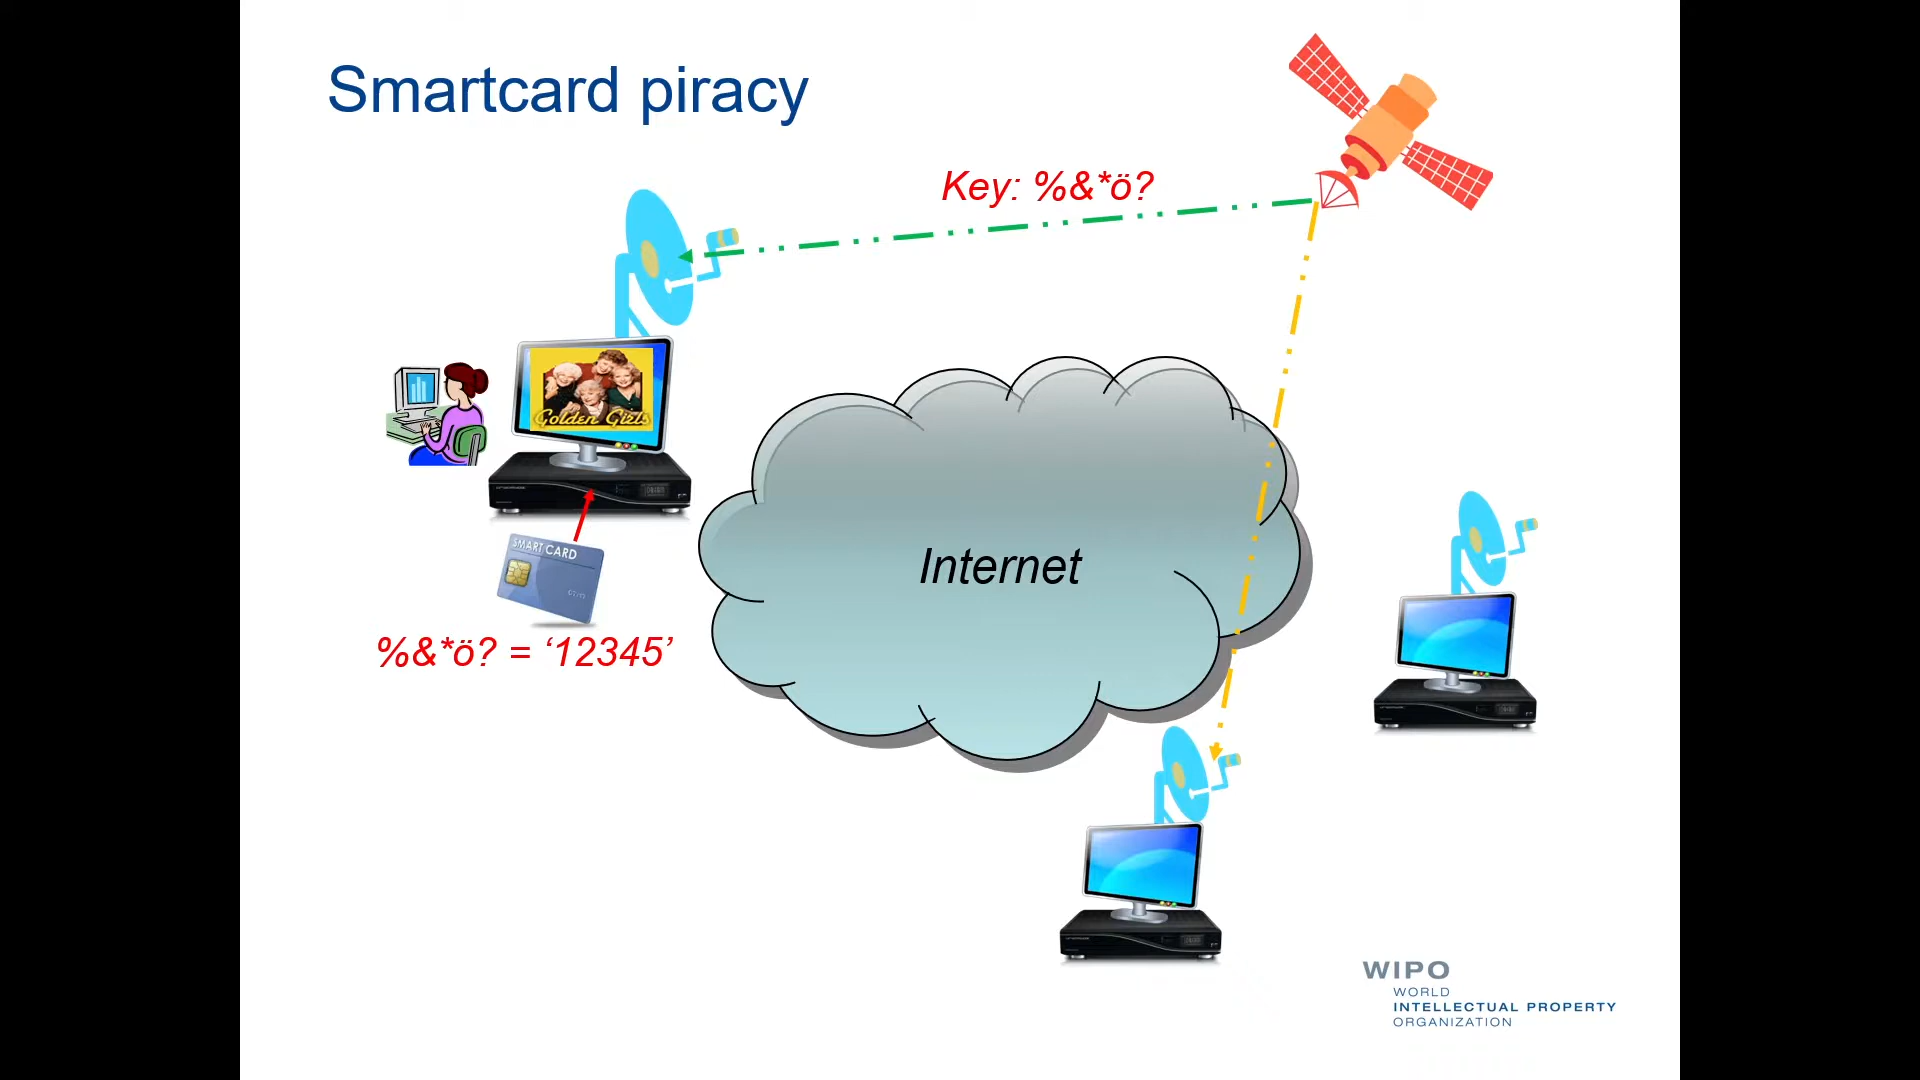 Smartcard piracy
Key: %&*ö?
Golden Girls
SMART CARD
Internet
%&*ö? = ‘12345’
WIPO
WORLD
INTELLECTUAL PROPERTY
ORGANIZATION